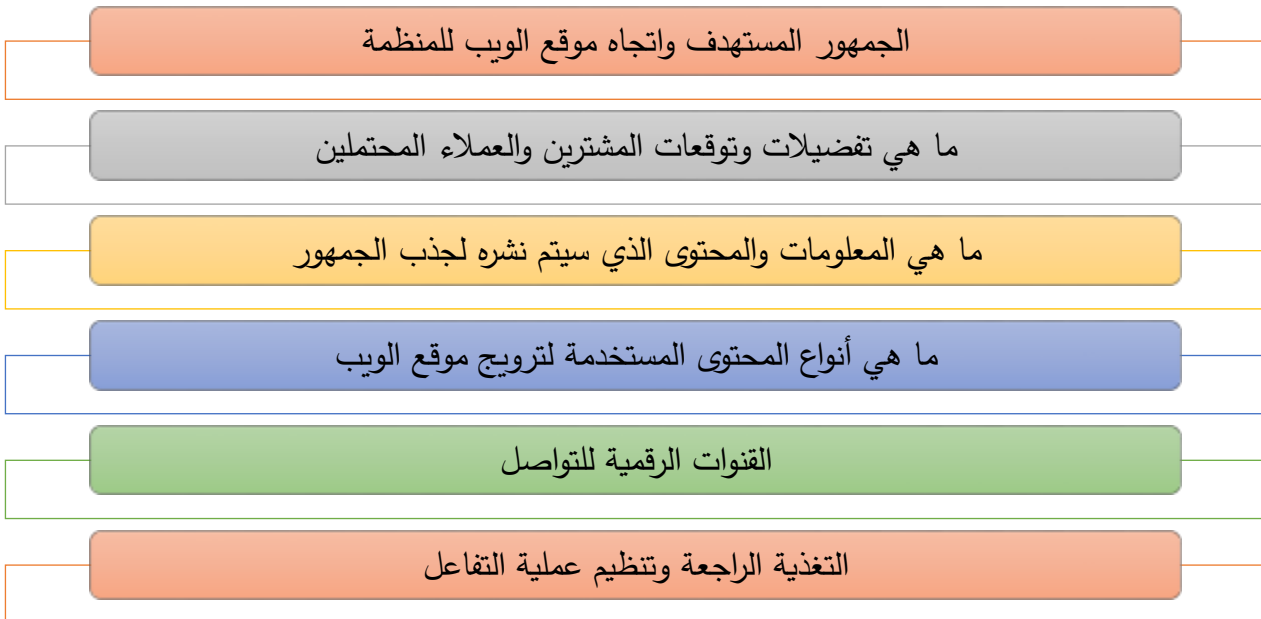 الجمهور المستهدف واتجاه موقع الويب للمنظمة
ما هي تفضيلات وتوقعات المشترين والعملاء المحتملين
ما هي المعلومات والمحتوى الذي سيتم نشره لجذب الجمهور
ما هي أنواع المحتوى المستخدمة لترويج موقع الويب
القنوات الرقمية للتواصل
التغذية الراجعة وتنظيم عملية التفاعل